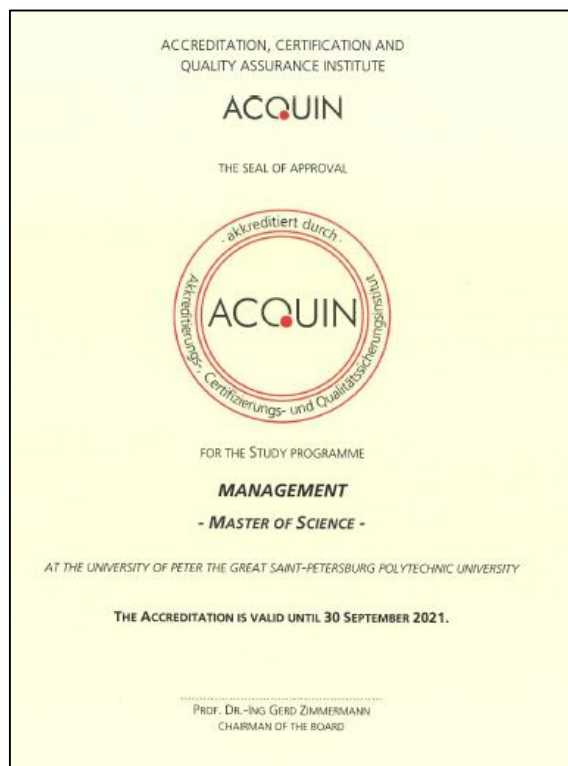 ACCREDITATION, CERTIFICATION AND
QUALITY ASSURANCE INSTITUTE
ACQUIN
THE SEAL OF APPROVAL
· akkreditiert durch ·
ACQUIN
Akkreditierungs-, Certifizierungs- und Qualitätssicherungsinstitut
FOR THE STUDY PROGRAMME
MANAGEMENT
- MASTER OF SCIENCE -
AT THE UNIVERSITY OF PETER THE GREAT SAINT-PETERSBURG POLYTECHNIC UNIVERSITY
THE ACCREDITATION IS VALID UNTIL 30 SEPTEMBER 2021.
PROF. DR.-ING GERD ZIMMERMANN
CHAIRMAN OF THE BOARD